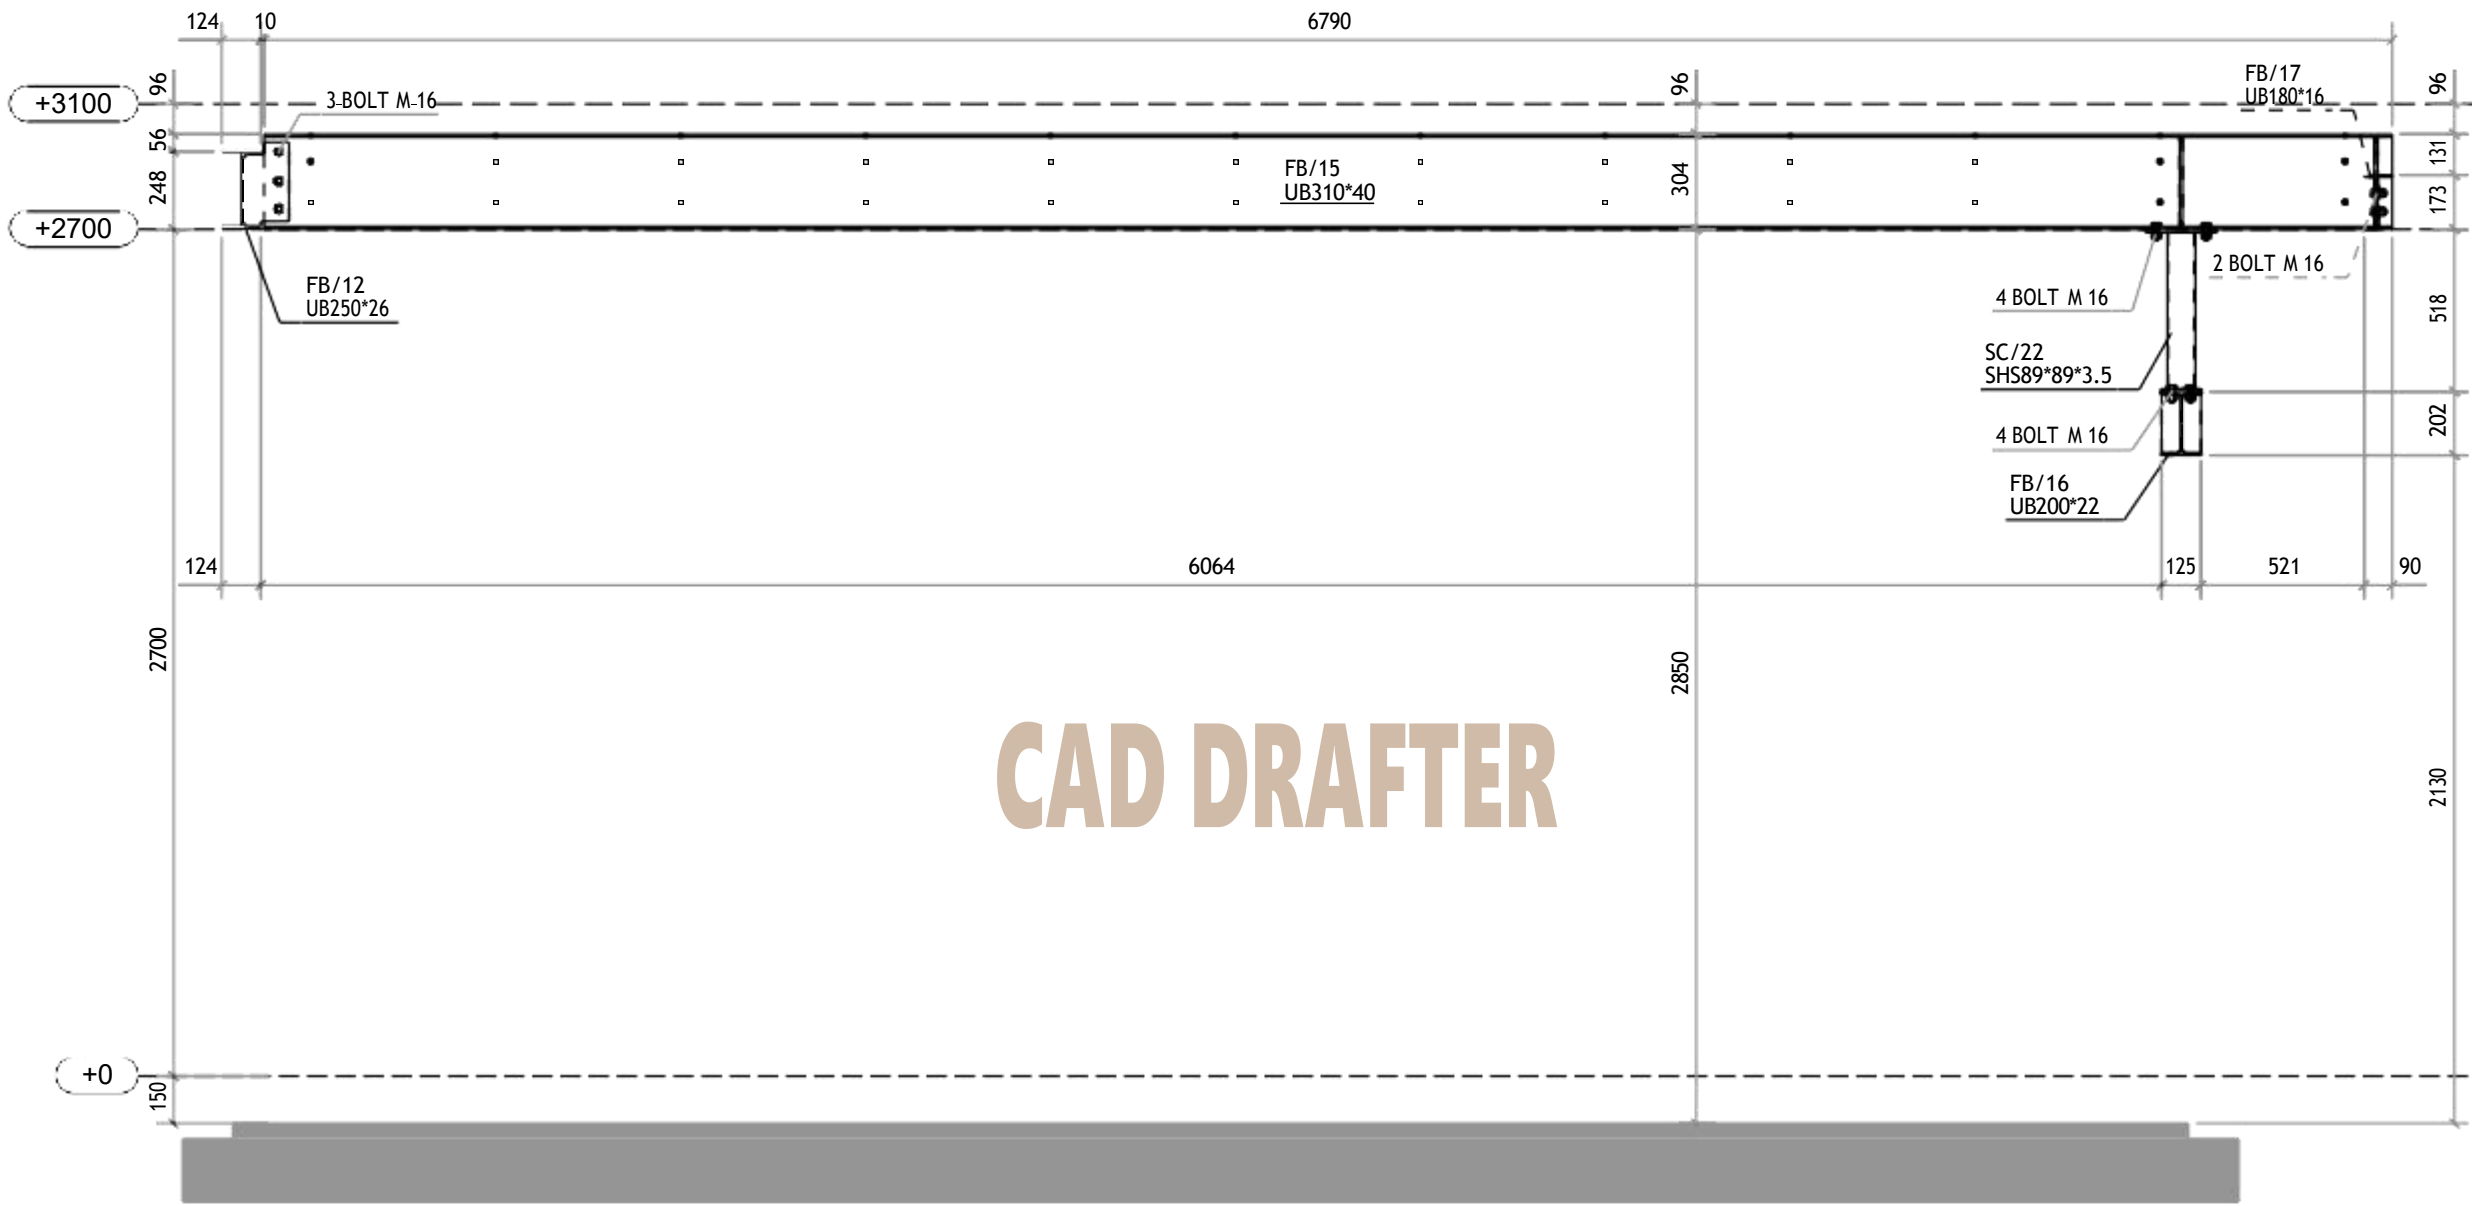 124 10 6790
96 96 96
+3100
3-BOLT M-16
FB/17
UB180*16
56
131
248
FB/15
UB310*40
304
173
+2700
2 BOLT M 16
FB/12
UB250*26
4 BOLT M 16
518
SC/22
SHS89*89*3.5
202
4 BOLT M 16
FB/16
UB200*22
124 6064 125 521 90
2700
2850
CAD DRAFTER
2130
+0
150